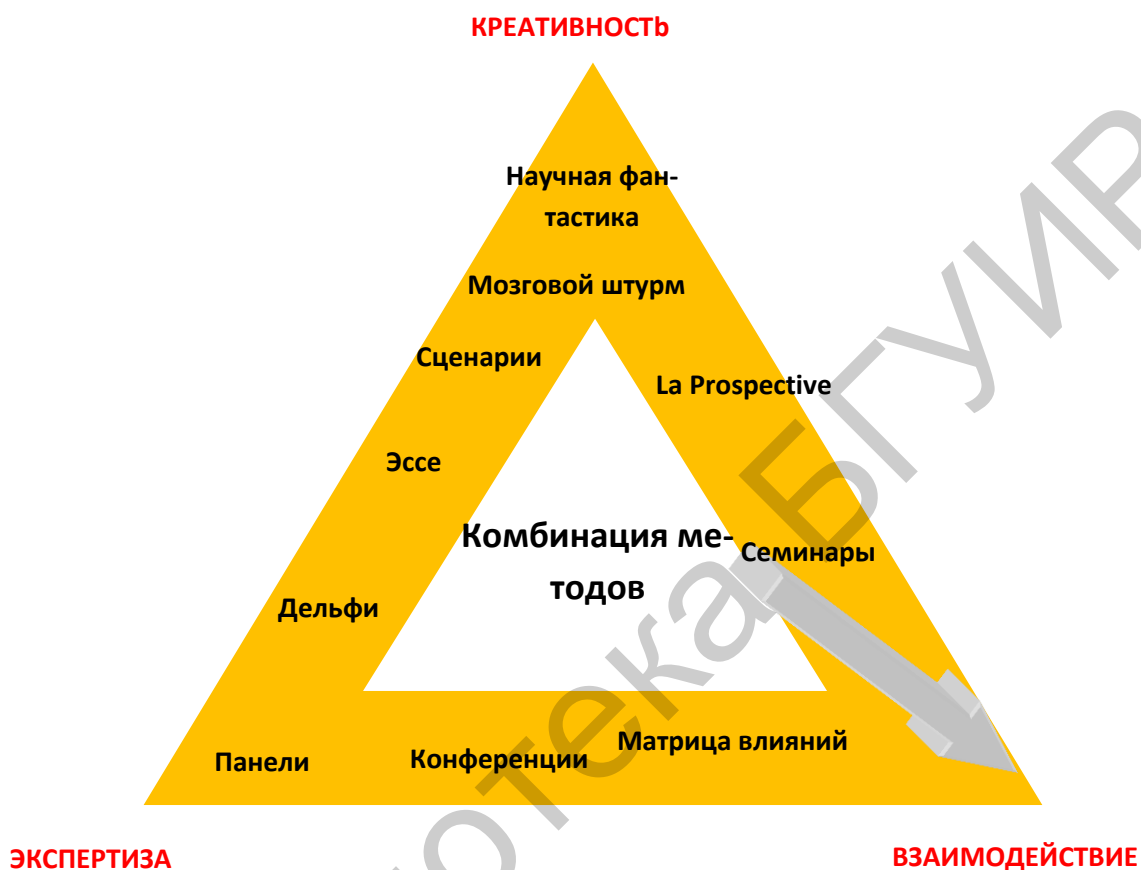 КРЕАТИВНОСТЬ
Научная фан-
тастика
Мозговой штурм
Сценарии
La Prospective
Эссе
Комбинация ме-
тодов
Семинары
Дельфи
Матрица влияний
Конференции
Панели
ЭКСПЕРТИЗА
ВЗАИМОДЕЙСТВИЕ
отека БГУИР